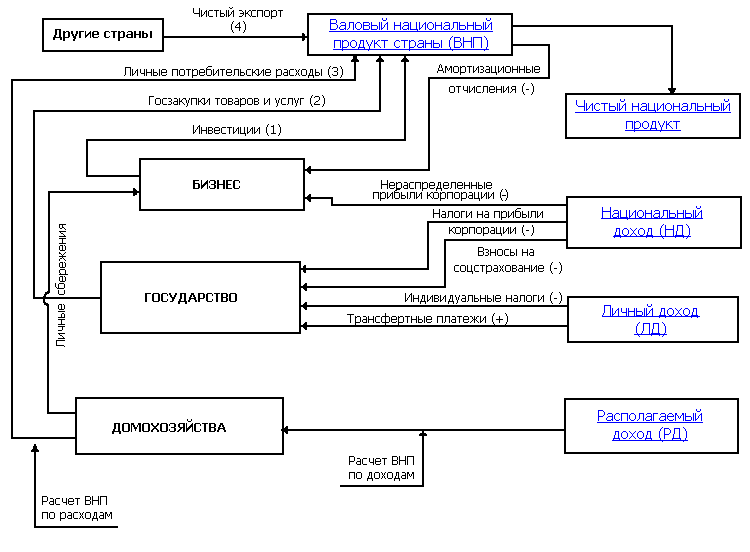 Чистый экспорт
(4)
Другие страны
Валовый национальный
продукт страны (ВНП)
Личные потребительские расходы (3)
Амортизационные
отчисления (-)
Госзакупки товаров и услуг (2)
Чистый национальный
продукт
Инвестиции (1)
БИЗНЕС
Нераспределенные
прибыли корпорации (-)
Налоги на прибыли
корпорации (-)
Национальный
доход (НД)
Взносы на
соцстрахование (-)
Личные сбережения
ГОСУДАРСТВО
Индивидуальные налоги (-)
Трансфертные платежи (+)
Личный доход
(ЛД)
ДОМОХОЗЯЙСТВА
Располагаемый
доход (РД)
Расчет ВНП
по доходам
Расчет ВНП
по расходам